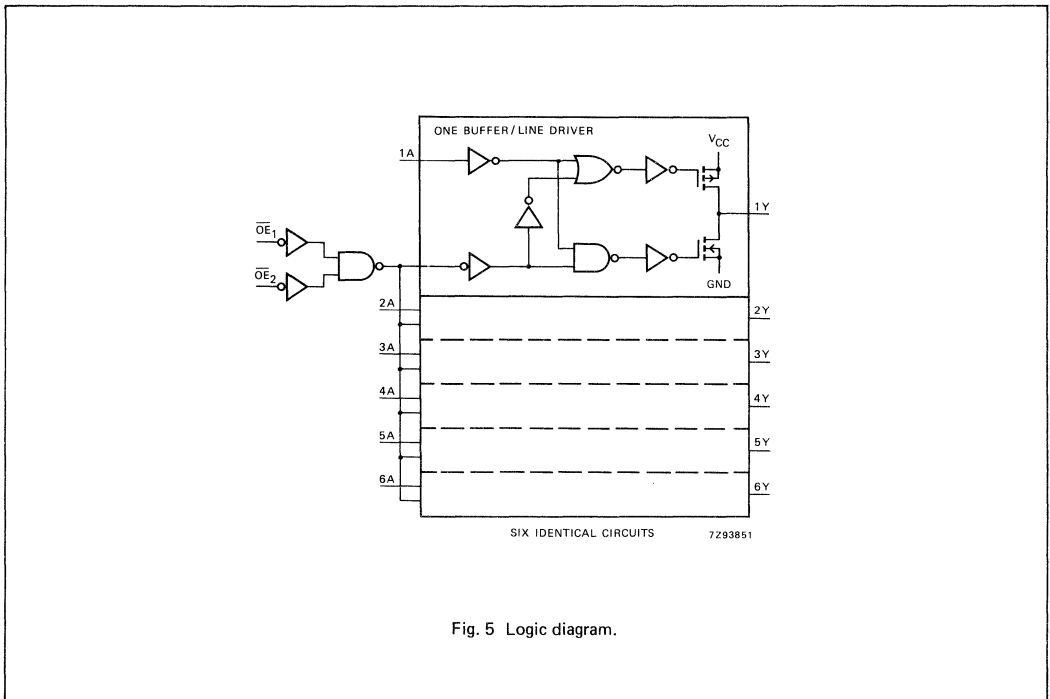 ONE BUFFER/LINE DRIVER
VCC
1A
1Y
OE1
OE2
GND
2A
2Y
3A
3Y
4A
4Y
5A
5Y
6A
6Y
SIX IDENTICAL CIRCUITS
7Z93851
Fig. 5 Logic diagram.